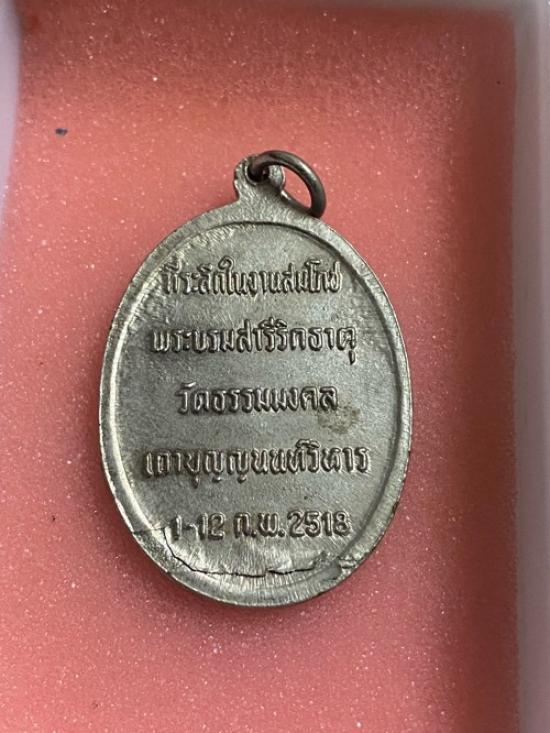 ที่ระลึกในงานสมโภช
พระบรมสารีริกธาตุ
วัดธรรมมงคล
เถาบุญญนนท์วิหาร
1-12 ก.พ. 2518